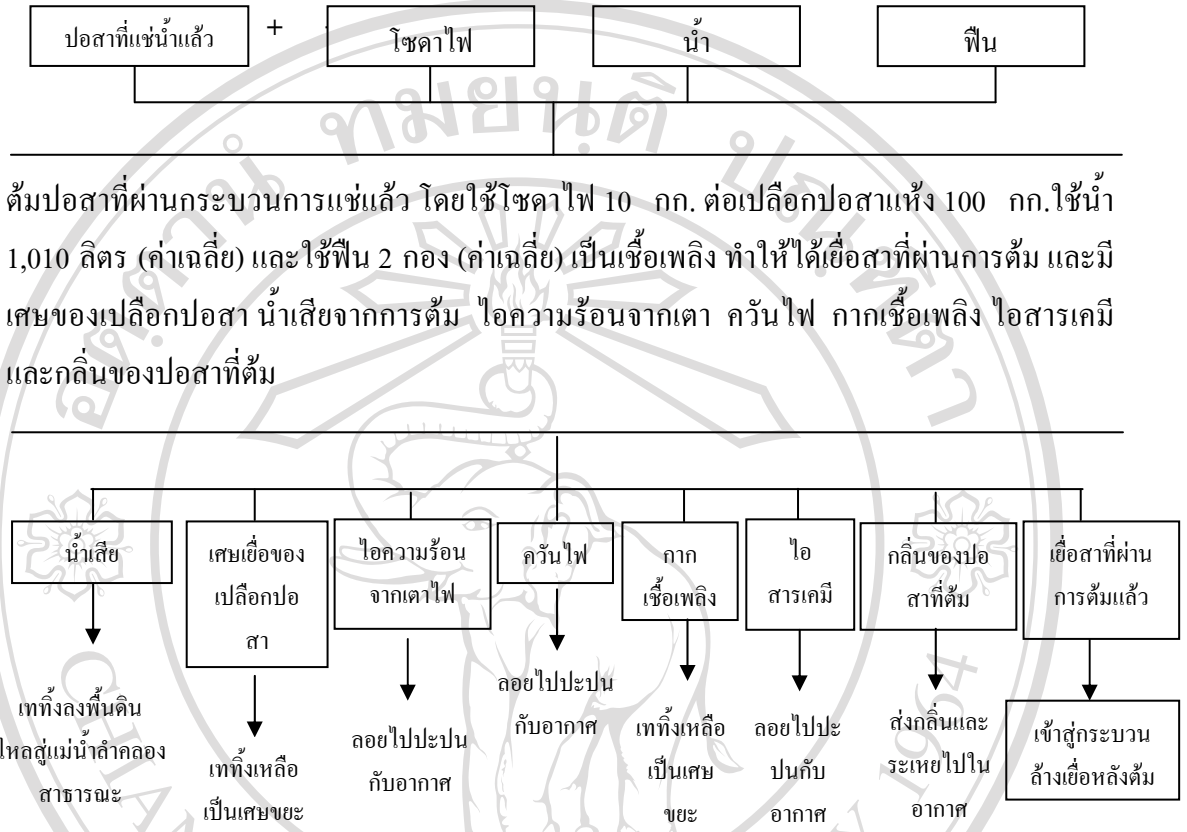 ปอสาที่แช่น้ำแล้ว + โซดาไฟ น้ำ ฟืน
ต้มปอสาที่ผ่านกระบวนการแช่แล้ว โดยใช้โซดาไฟ 10 กก. ต่อเปลือกปอสาแห้ง 100 กก.ใช้น้ำ
1,010 ลิตร (ค่าเฉลี่ย) และใช้ฟืน 2 กอง (ค่าเฉลี่ย) เป็นเชื้อเพลิง ทำให้ได้เยื่อสาที่ผ่านการต้ม และมี
เศษของเปลือกปอสา น้ำเสียจากการต้ม ไอความร้อนจากเตา ควันไฟ กากเชื้อเพลิง ไอสารเคมี
และกลิ่นของปอสาที่ต้ม
น้ำเสีย
เททิ้งลงพื้นดิน
ไหลสู่แม่น้ำลำคลอง
สาธารณะ
เศษเยื่อของ
เปลือกปอ
สา
เททิ้งเหลือ
เป็นเศษขยะ
ไอความร้อน
จากเตาไฟ
ลอยไปปะปน
กับอากาศ
ควันไฟ
ลอยไปปะปน
กับอากาศ
กาก
เชื้อเพลิง
เททิ้งเหลือ
เป็นเศษ
ขยะ
ไอ
สารเคมี
ลอยไปปะ
ปนกับ
อากาศ
กลิ่นของปอ
สาที่ต้ม
ส่งกลิ่นและ
ระเหยไปใน
อากาศ
เยื่อสาที่ผ่าน
การต้มแล้ว
เข้าสู่กระบวน
ล้างเยื่อหลังต้ม